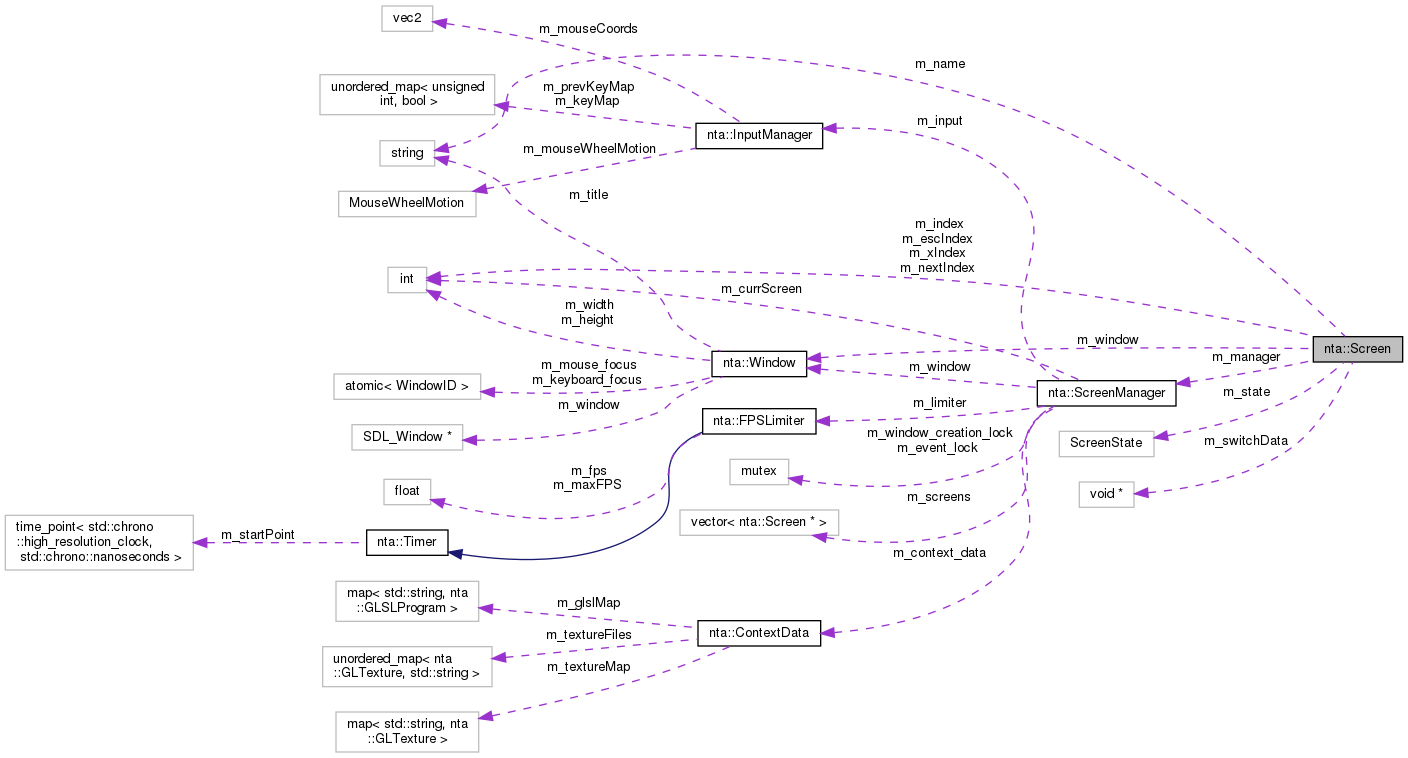 vec2
m_mouseCoords
m_name
unordered_map< unsigned
int, bool >
m_prevKeyMap
m_keyMap
nta::InputManager
m_input
string
m_mouseWheelMotion
MouseWheelMotion
m_title
m_index
m_escIndex
m_xIndex
m_nextIndex
int
m_currScreen
m_width
m_height
m_window
nta::Screen
nta::Window
m_manager
m_mouse_focus
m_keyboard_focus
m_window
atomic< WindowID >
nta::ScreenManager
m_state
m_window
m_limiter
nta::FPSLimiter
SDL_Window *
m_window_creation_lock
m_event_lock
ScreenState
m_switchData
m_fps
m_maxFPS
mutex
float
void *
m_screens
vector< nta::Screen * >
time_point< std::chrono
::high_resolution_clock,
std::chrono::nanoseconds >
m_startPoint
nta::Timer
m_context_data
map< std::string, nta
::GLSLProgram >
m_glslMap
nta::ContextData
m_textureFiles
unordered_map< nta
::GLTexture, std::string >
m_textureMap
map< std::string, nta
::GLTexture >